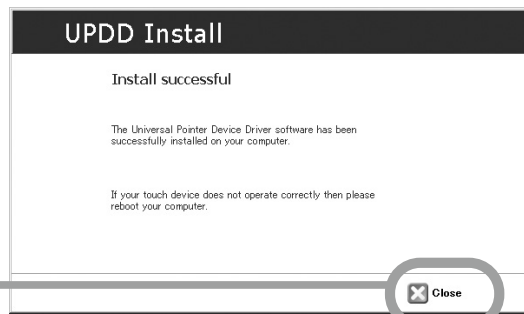 UPDD Install
Install successful
The Universal Pointer Device Driver software has been
successfully installed on your computer.
If your touch device does not operate correctly then please
reboot your computer.
Close